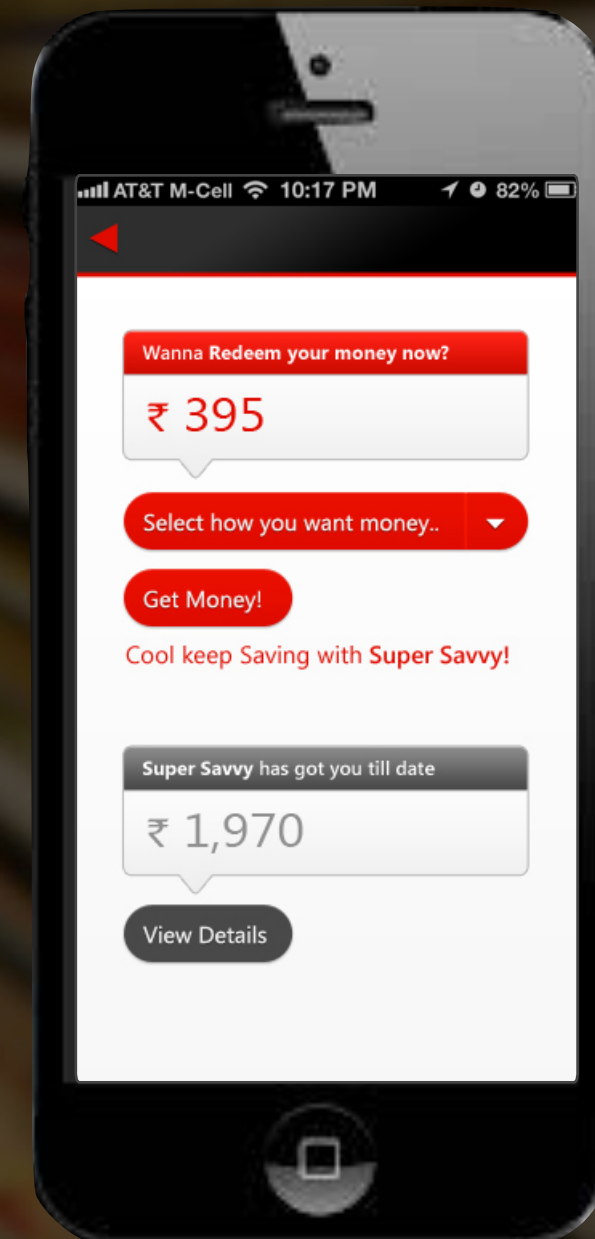 AT&T M-Cell 10:17 PM 82%
Wanna Redeem your money now?
₹ 395
Select how you want money..
Get Money!
Cool keep Saving with Super Savvy!
Super Savvy has got you till date
₹ 1,970
View Details